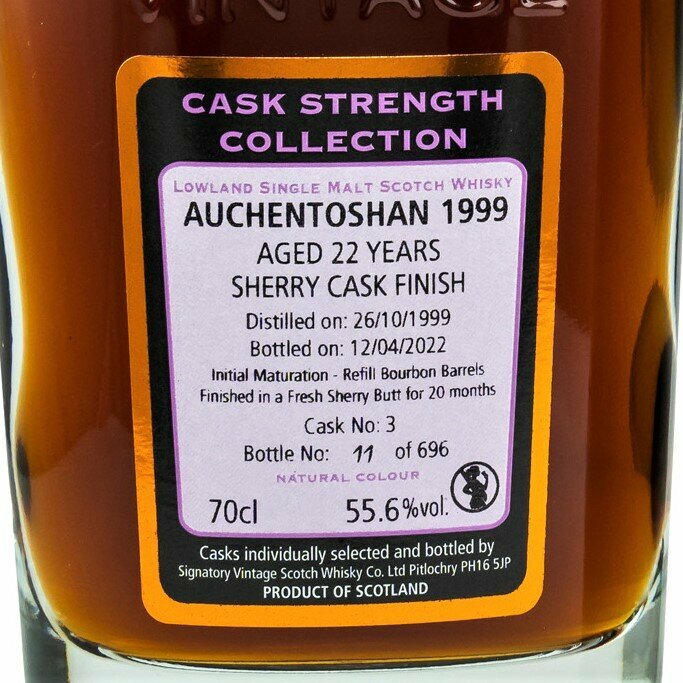 VINTAGE
CASK STRENGTH
COLLECTION
LOWLAND SINGLE MALT SCOTCH WHISKY
AUCHENTOSHAN 1999
AGED 22 YEARS
SHERRY CASK FINISH
Distilled on: 26/10/1999
Bottled on: 12/04/2022
Initial Maturation - Refill Bourbon Barrels
Finished in a Fresh Sherry Butt for 20 months
Cask No: 3
Bottle No: 11 of 696
NATURAL COLOUR
70cl 55.6%vol.
Casks individually selected and bottled by
Signatory Vintage Scotch Whisky Co. Ltd Pitlochry PH16 5JP
PRODUCT OF SCOTLAND